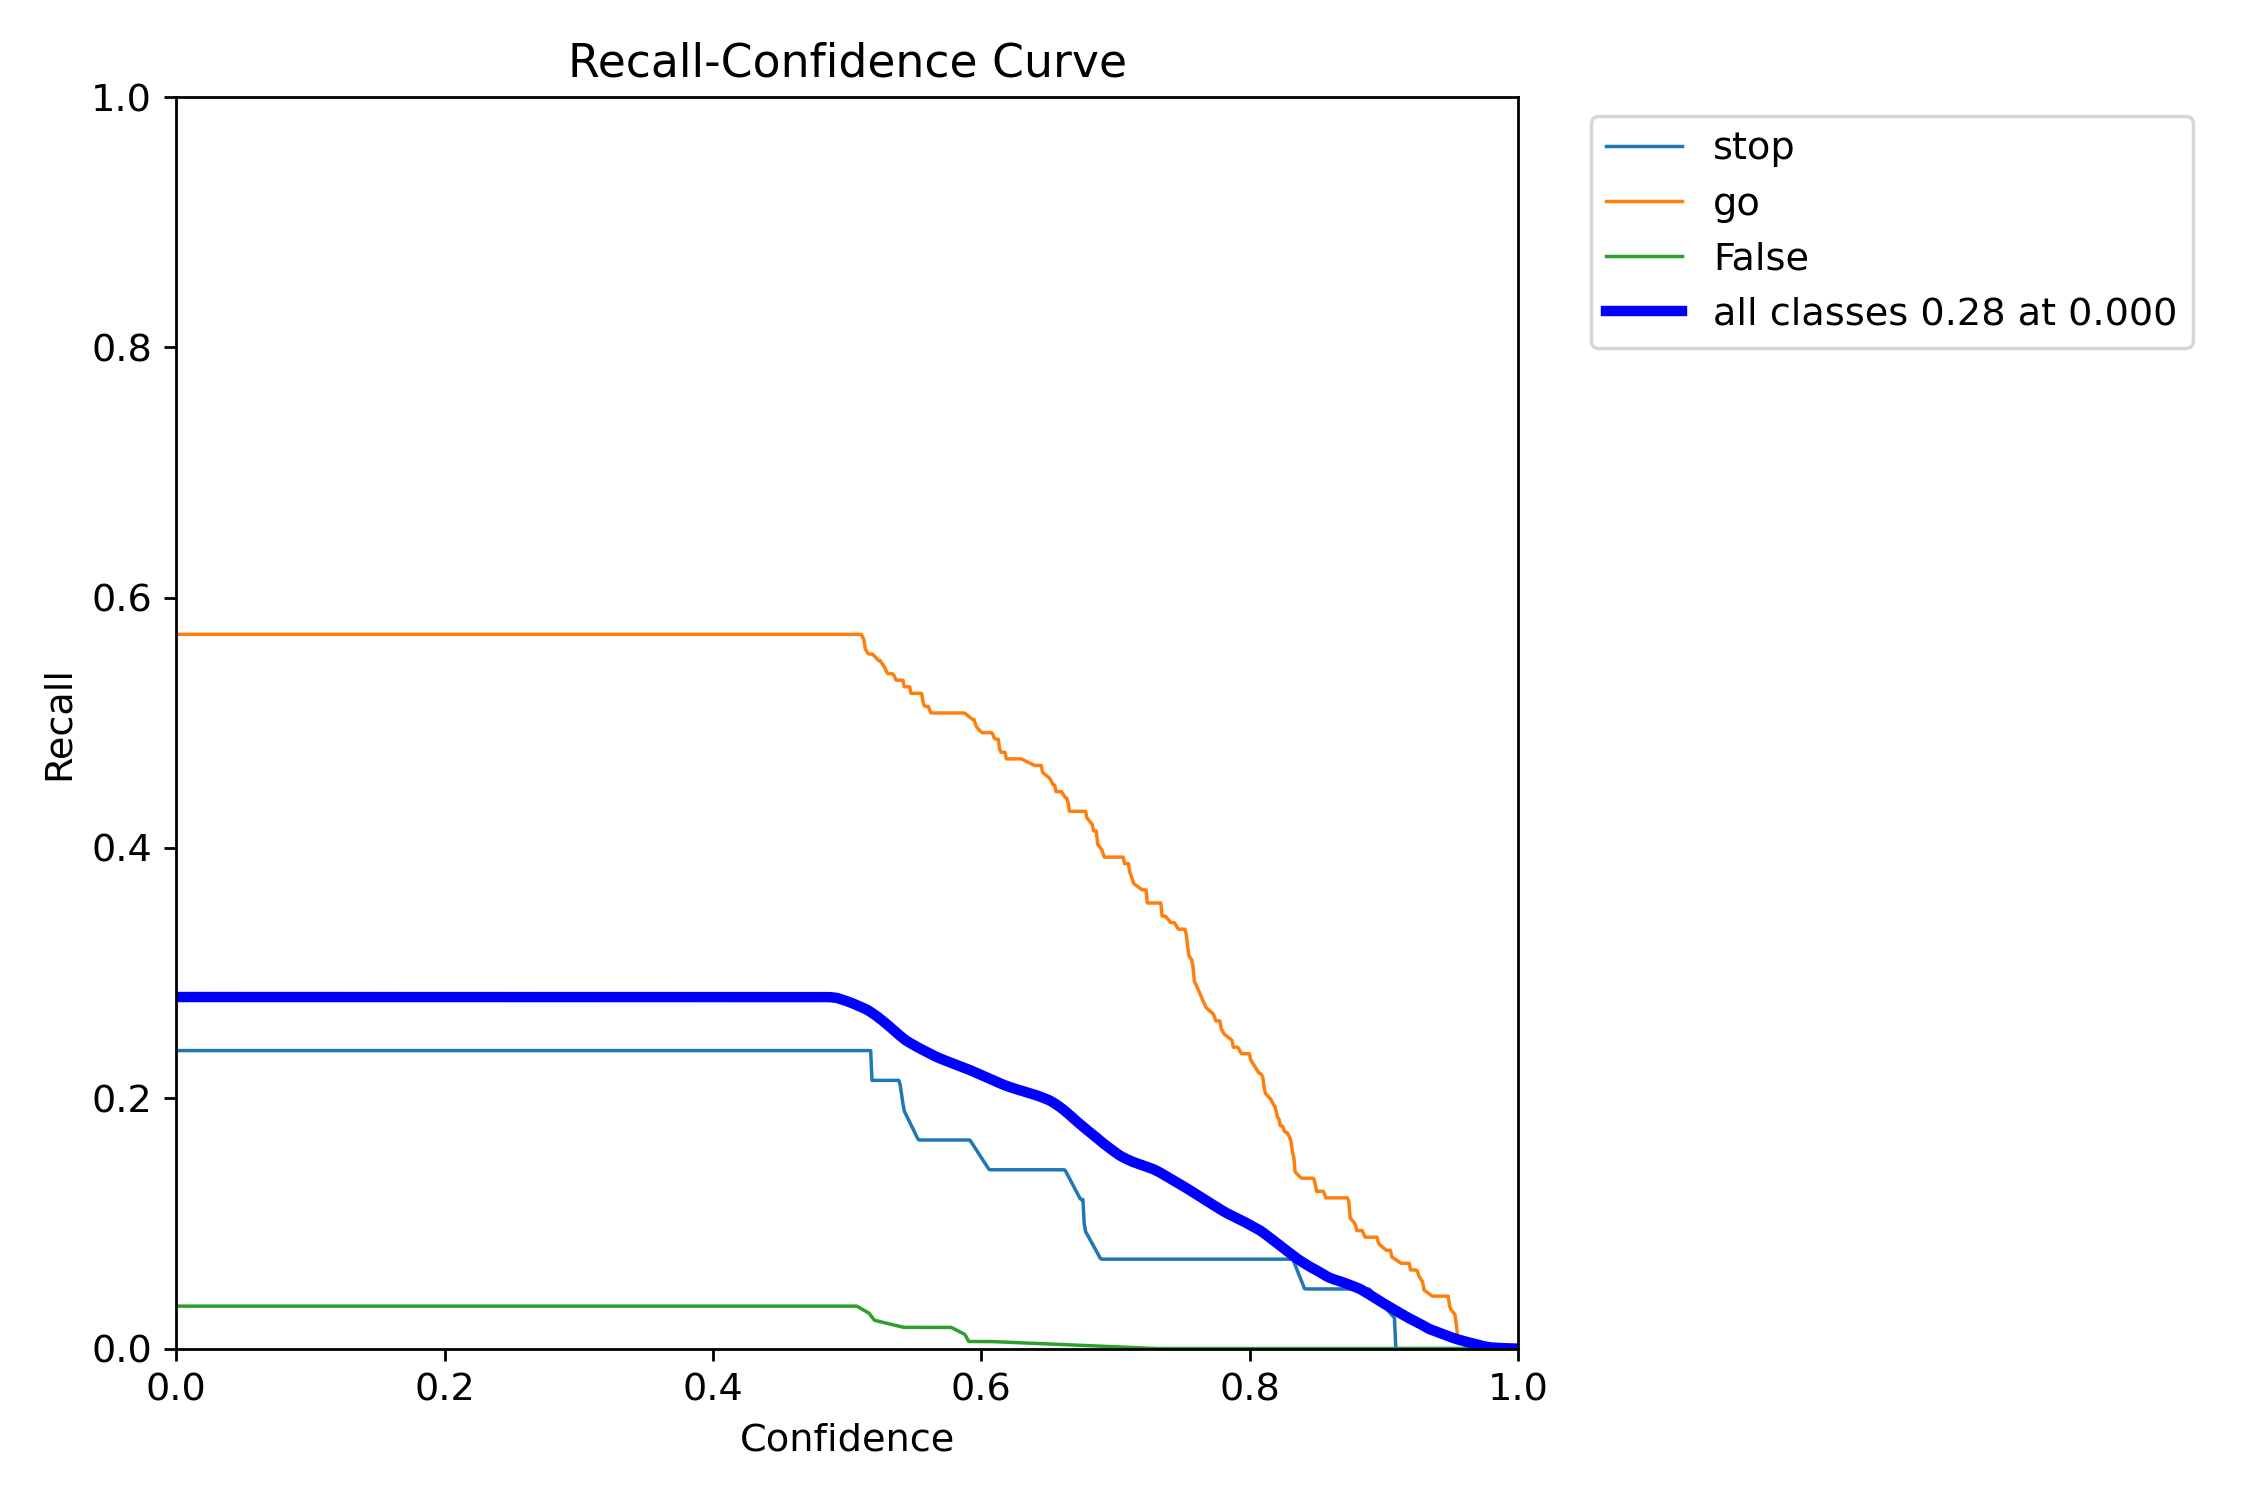 Recall-Confidence Curve
1.0
0.8
0.6
0.4
0.2
0.0
Recall
0.0 0.2 0.4 0.6 0.8 1.0
Confidence
stop
go
False
all classes 0.28 at 0.000